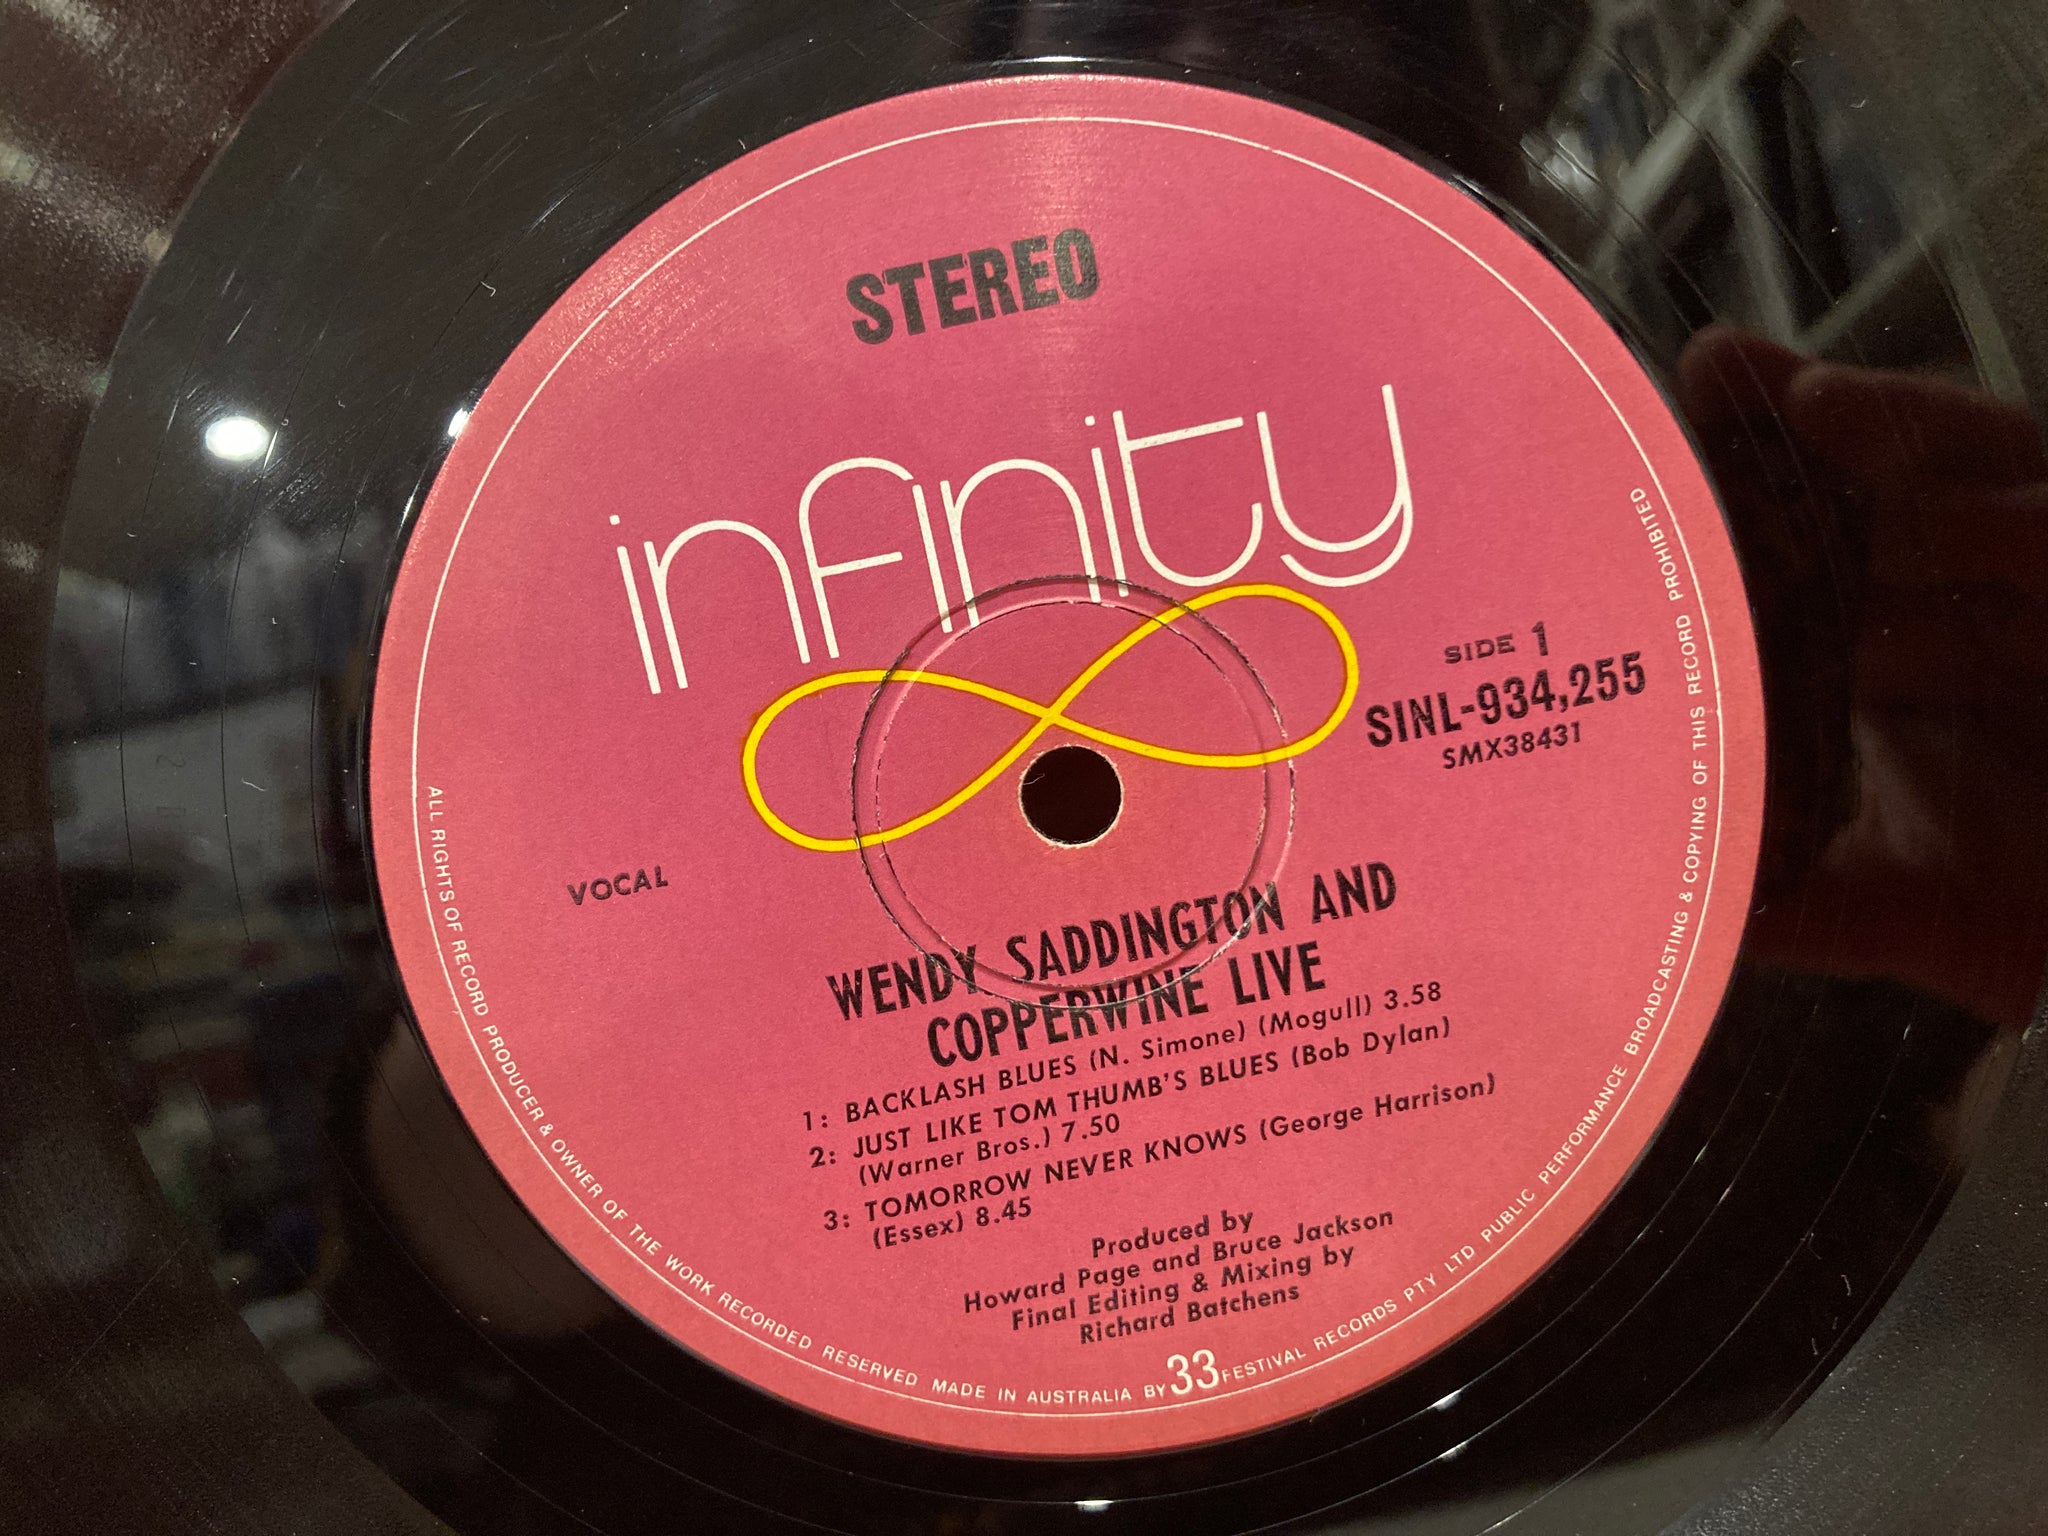 STEREO
infinity
SIDE 1
SINL-934,255
SMX38431
VOCAL
WENDY SADDINGTON AND
COPPERWINE LIVE
1: BACKLASH BLUES (N. Simone) (Mogull) 3.58
2: JUST LIKE TOM THUMB'S BLUES (Bob Dylan)
(Warner Bros.) 7.50
3: TOMORROW NEVER KNOWS (George Harrison)
(Essex) 8.45
Produced by
Howard Page and Bruce Jackson
Final Editing & Mixing by
Richard Batchens
ALL RIGHTS OF RECORD PRODUCER & OWNER OF THE WORK RECORDED RESERVED MADE IN AUSTRALIA BY 33 FESTIVAL RECORDS PTY LTD PUBLIC PERFORMANCE BROADCASTING & COPYING OF THIS RECORD PROHIBITED